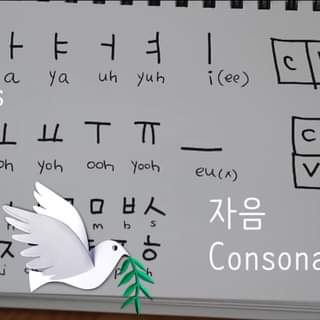 ㅏ ㅑ ㅓ ㅕ ㅣ C
a ya uh yuh i(ee)
s
ㅗ ㅛ ㅜ ㅠ ㅡ C
oh yoh ooh yooh eu(x) V
ㅁ ㅂ ㅅ 자음
m b s
ㅈ ㅎ Consona
h